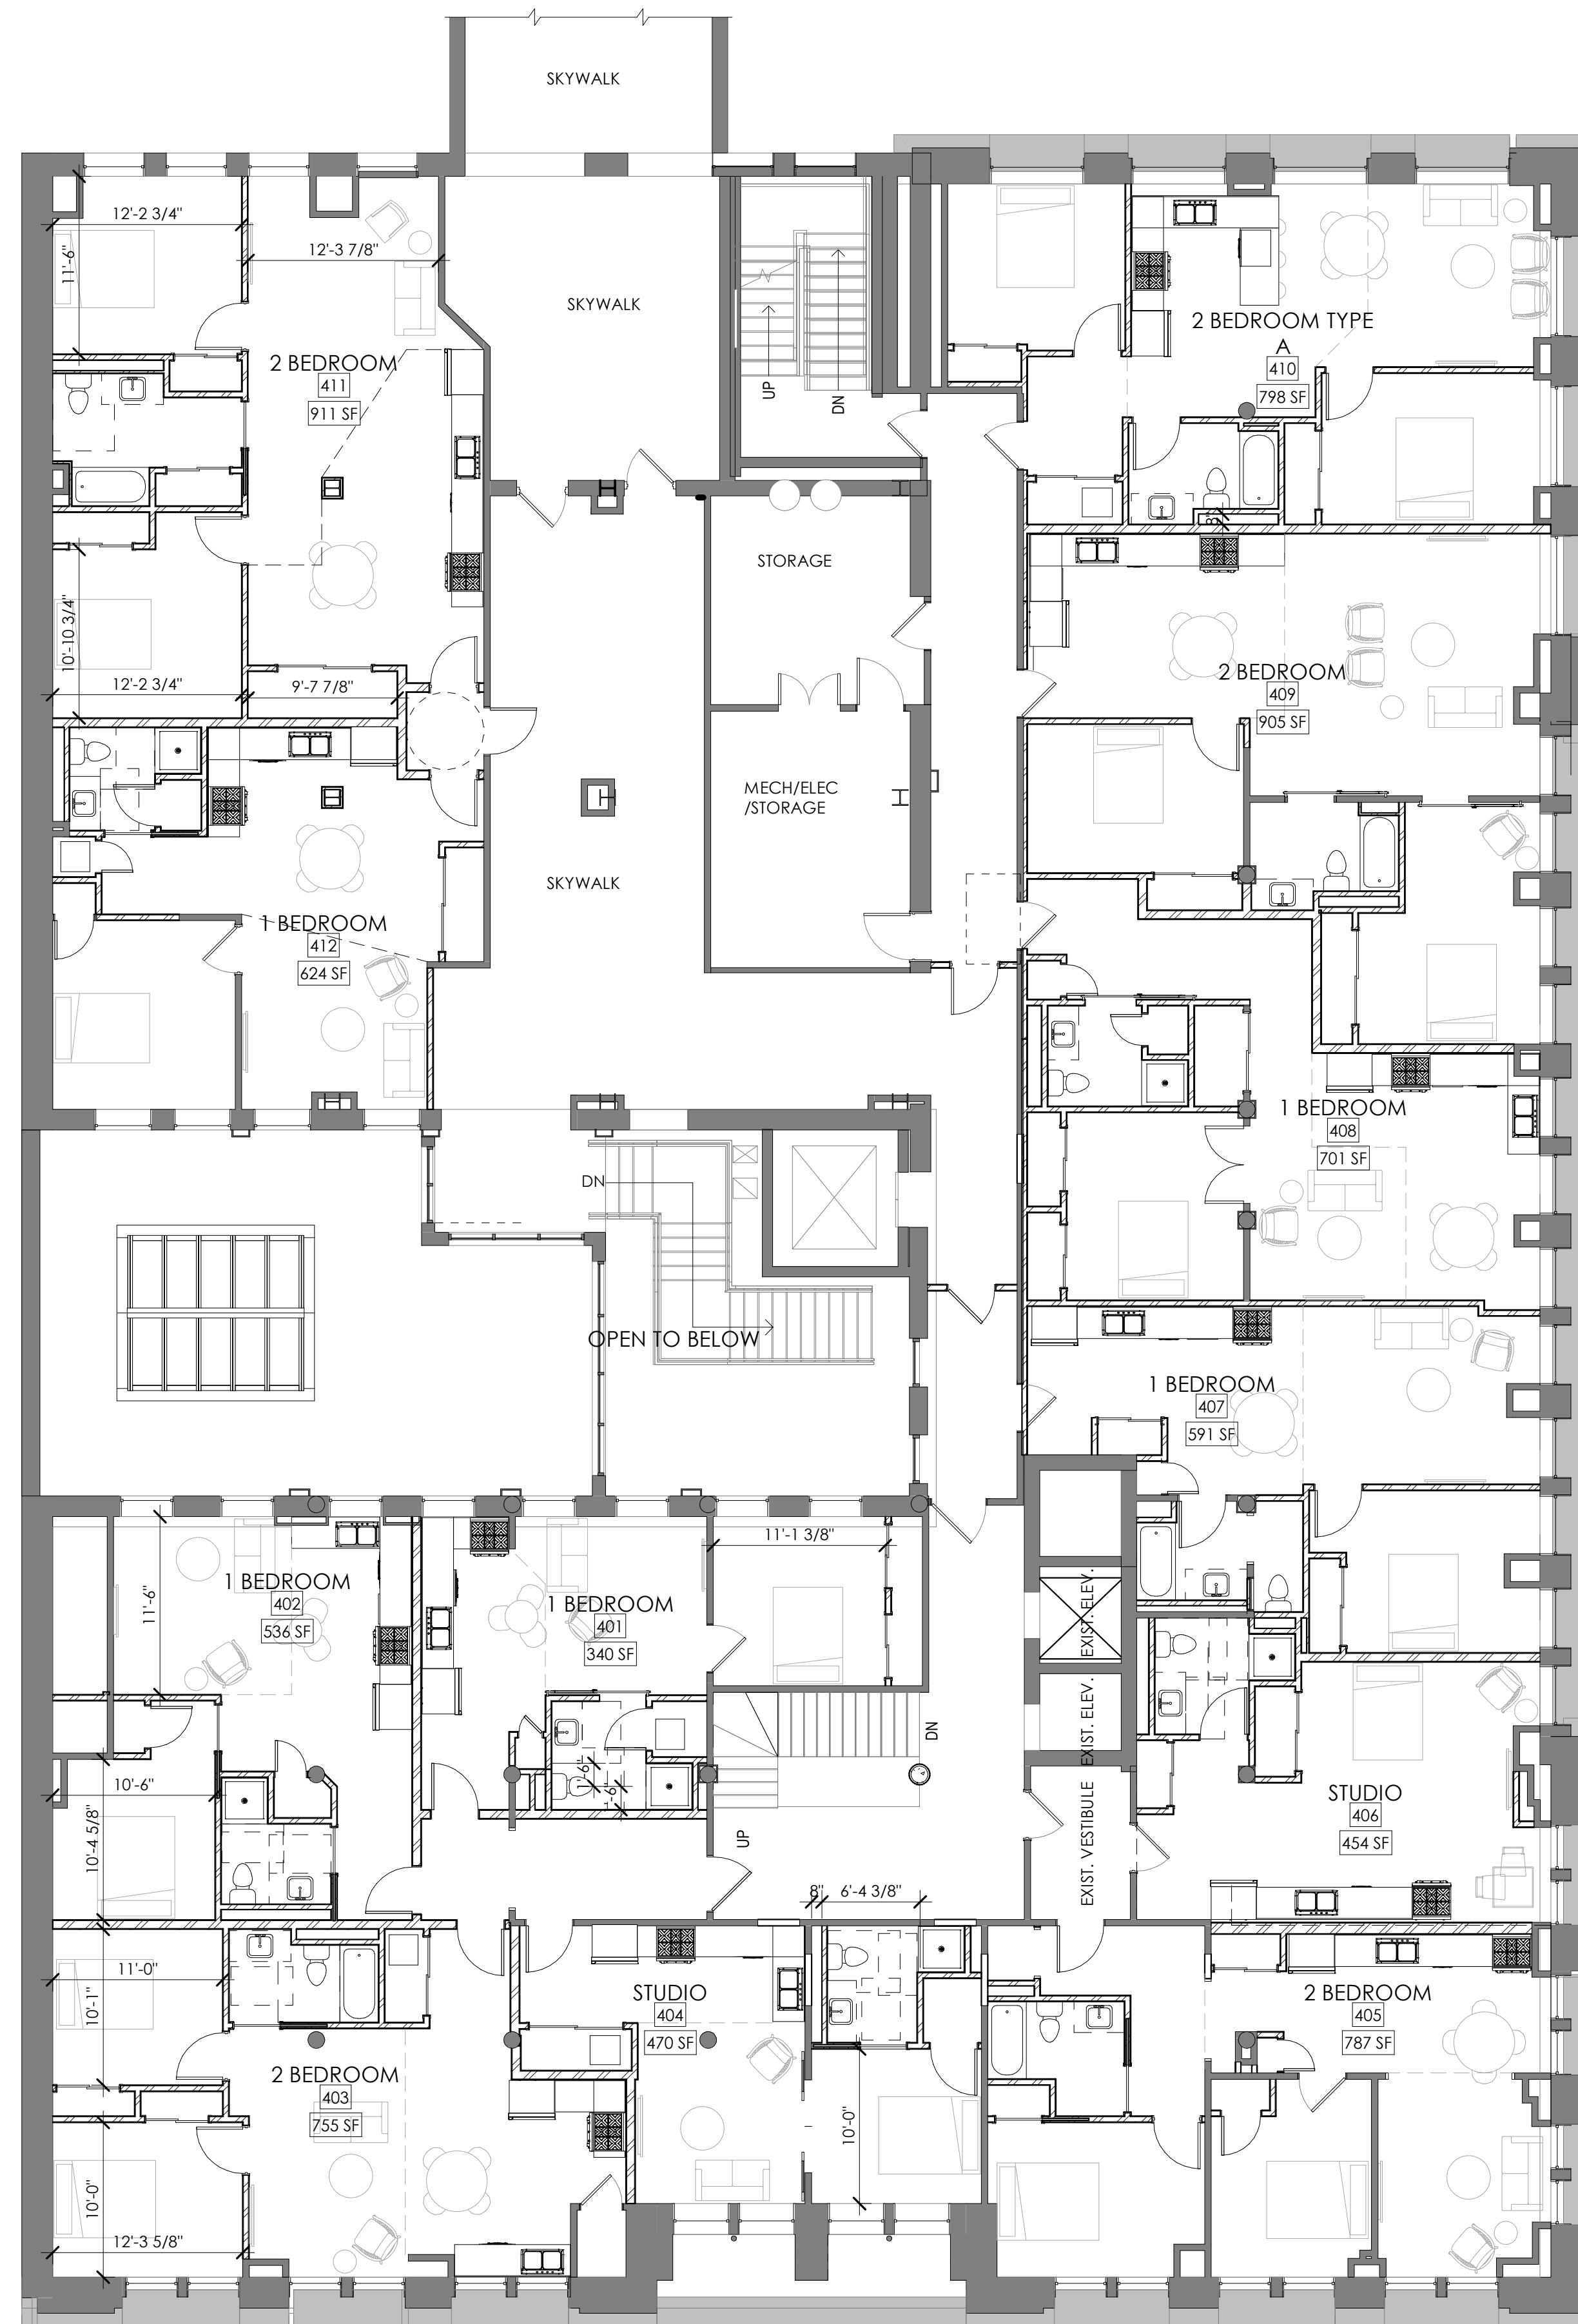 SKYWALK
12'-2 3/4"
11'-6"
12'-3 7/8"
SKYWALK
UP
DN
2 BEDROOM TYPE
A
410
798 SF
2 BEDROOM
411
911 SF
8"
STORAGE
10'-10 3/4"
12'-2 3/4"
9'-7 7/8"
2 BEDROOM
409
905 SF
MECH/ELEC
/STORAGE
SKYWALK
1 BEDROOM
412
624 SF
1 BEDROOM
408
701 SF
DN
OPEN TO BELOW
1 BEDROOM
407
591 SF
11'-1 3/8"
11'-6"
1 BEDROOM
402
536 SF
1 BEDROOM
401
340 SF
EXIST. ELEV.
EXIST. ELEV.
DN
1'-6"
10'-6"
10'-4 5/8"
STUDIO
406
454 SF
UP
EXIST. VESTIBULE
8"
6'-4 3/8"
11'-0"
10'-1"
STUDIO
404
470 SF
2 BEDROOM
405
787 SF
2 BEDROOM
403
755 SF
10'-0"
10'-0"
12'-3 5/8"